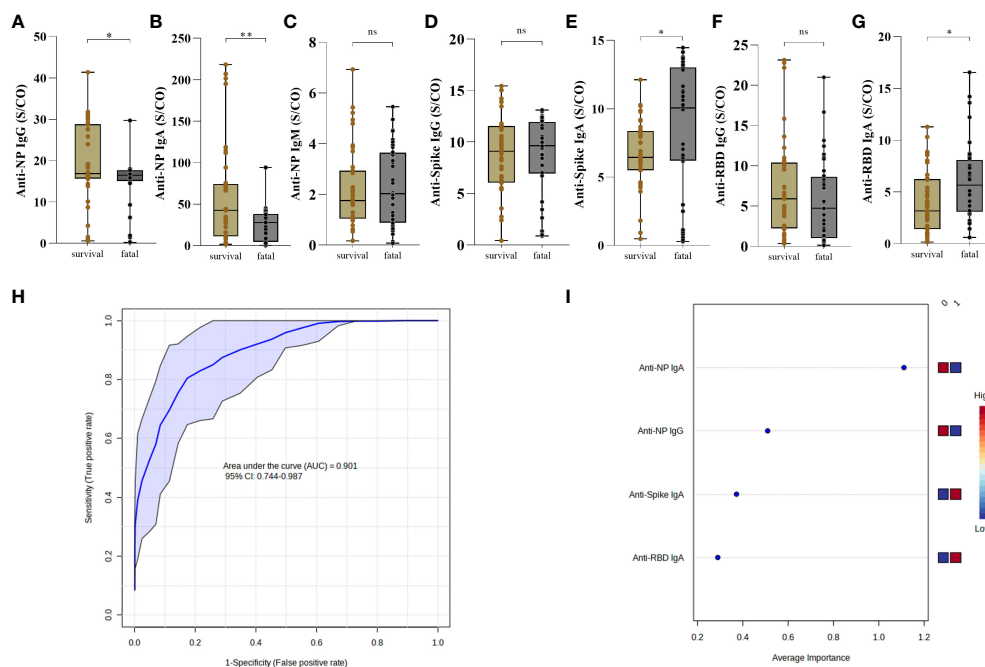 A
Anti-NP IgG (S/CO)
50
40
30
20
10
0
*
survival fatal
B
Anti-NP IgA (S/CO)
250
200
150
100
50
0
**
survival fatal
C
Anti-NP IgM (S/CO)
8
6
4
2
0
ns
survival fatal
D
Anti-Spike IgG (S/CO)
20
15
10
5
0
ns
survival fatal
E
Anti-Spike IgA (S/CO)
15
10
5
0
*
survival fatal
F
Anti-RBD IgG (S/CO)
25
20
15
10
5
0
ns
survival fatal
G
Anti-RBD IgA (S/CO)
20
15
10
5
0
*
survival fatal
H
Sensitivity (True positive rate)
1.0
0.8
0.6
0.4
0.2
0.0
Area under the curve (AUC) = 0.901
95% CI: 0.744-0.987
0.0 0.2 0.4 0.6 0.8 1.0
1-Specificity (False positive rate)
I
0 1
Anti-NP IgA
Anti-NP IgG
Anti-Spike IgA
Anti-RBD IgA
High
Low
0.2 0.4 0.6 0.8 1.0 1.2
Average Importance